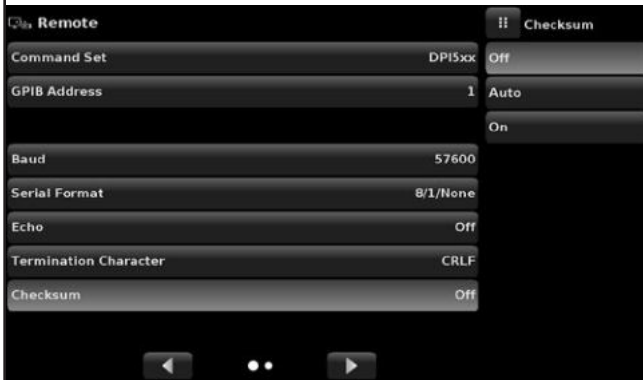 Remote
Command Set DPI5xx
GPIB Address 1
Baud 57600
Serial Format 8/1/None
Echo Off
Termination Character CRLF
Checksum Off
Checksum
Off
Auto
On